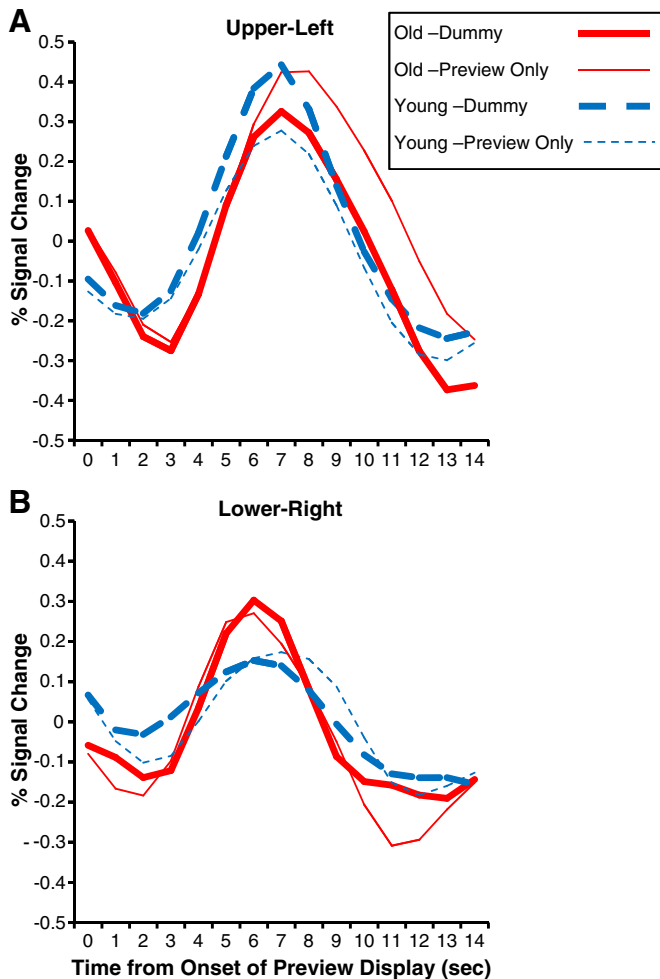 A
Upper-Left
Old –Dummy
Old –Preview Only
Young –Dummy
Young –Preview Only
% Signal Change
0.5
0.4
0.3
0.2
0.1
0
-0.1
-0.2
-0.3
-0.4
-0.5
0 1 2 3 4 5 6 7 8 9 10 11 12 13 14
B
Lower-Right
% Signal Change
0.5
0.4
0.3
0.2
0.1
0
-0.1
-0.2
- -0.3
-0.4
-0.5
0 1 2 3 4 5 6 7 8 9 10 11 12 13 14
Time from Onset of Preview Display (sec)